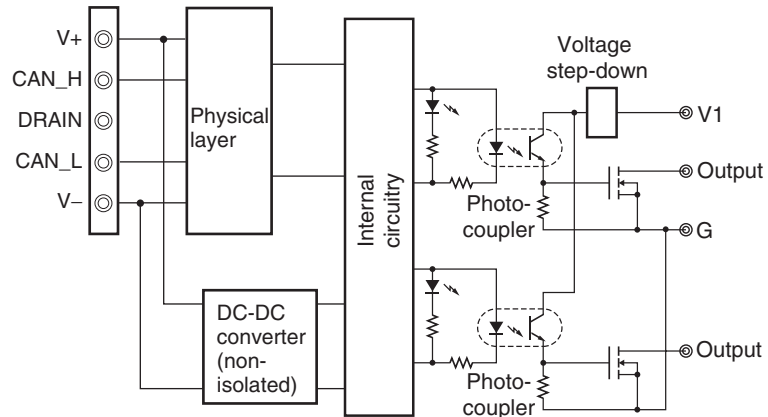 V+
CAN_H
DRAIN
CAN_L
V−
Physical
layer
DC-DC
converter
(non-
isolated)
Internal
circuitry
Voltage
step-down
V1
Output
Photo-
coupler
G
Output
Photo-
coupler